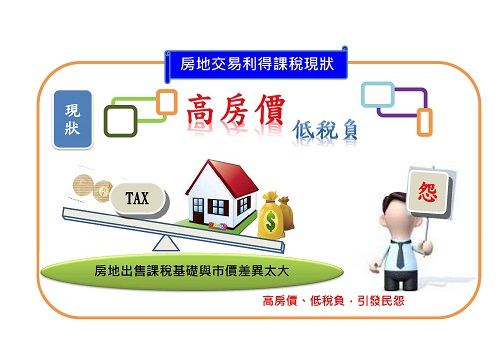 房地交易利得課稅現狀
現狀
高房價
低稅負
TAX
$
怨
房地出售課稅基礎與市價差異太大
高房價、低稅負，引發民怨